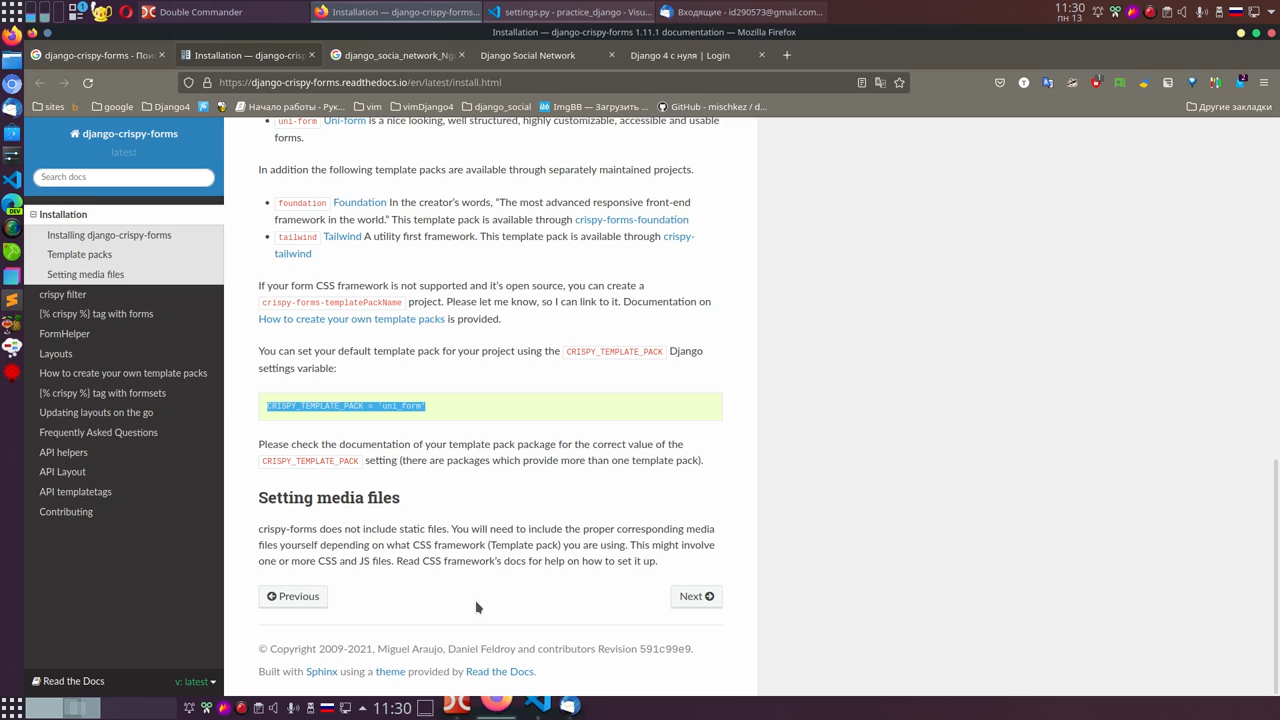 Double Commander
Installation — django-crispy-forms...
settings.py - practice_django - Visu...
Входящие - id290573@gmail.com...
11:30
пн 13
Installation — django-crispy-forms 1.11.1 documentation — Mozilla Firefox
django-crispy-forms - Пои
Installation — django-crisp
django_socia_network_Ng
Django Social Network
Django 4 с нуля | Login
https://django-crispy-forms.readthedocs.io/en/latest/install.html
sites
b
google
Django4
Начало работы - Рук...
vim
vimDjango4
django_social
ImgBB — Загрузить ...
GitHub - mischkez / d...
Другие закладки
django-crispy-forms
latest
Search docs
Installation
Installing django-crispy-forms
Template packs
Setting media files
crispy filter
{% crispy %} tag with forms
FormHelper
Layouts
How to create your own template packs
{% crispy %} tag with formsets
Updating layouts on the go
Frequently Asked Questions
API helpers
API Layout
API templatetags
Contributing
Read the Docs
v: latest
uni-form Uni-form is a nice looking, well structured, highly customizable, accessible and usable
forms.
In addition the following template packs are available through separately maintained projects.
foundation Foundation In the creator's words, “The most advanced responsive front-end
framework in the world.” This template pack is available through crispy-forms-foundation
tailwind Tailwind A utility first framework. This template pack is available through crispy-
tailwind
If your form CSS framework is not supported and it's open source, you can create a
crispy-forms-templatePackName project. Please let me know, so I can link to it. Documentation on
How to create your own template packs is provided.
You can set your default template pack for your project using the CRISPY_TEMPLATE_PACK Django
settings variable:
CRISPY_TEMPLATE_PACK = 'uni_form'
Please check the documentation of your template pack package for the correct value of the
CRISPY_TEMPLATE_PACK setting (there are packages which provide more than one template pack).
Setting media files
crispy-forms does not include static files. You will need to include the proper corresponding media
files yourself depending on what CSS framework (Template pack) you are using. This might involve
one or more CSS and JS files. Read CSS framework's docs for help on how to set it up.
Previous
Next
© Copyright 2009-2021, Miguel Araujo, Daniel Feldroy and contributors Revision 591c99e9.
Built with Sphinx using a theme provided by Read the Docs.
11:30